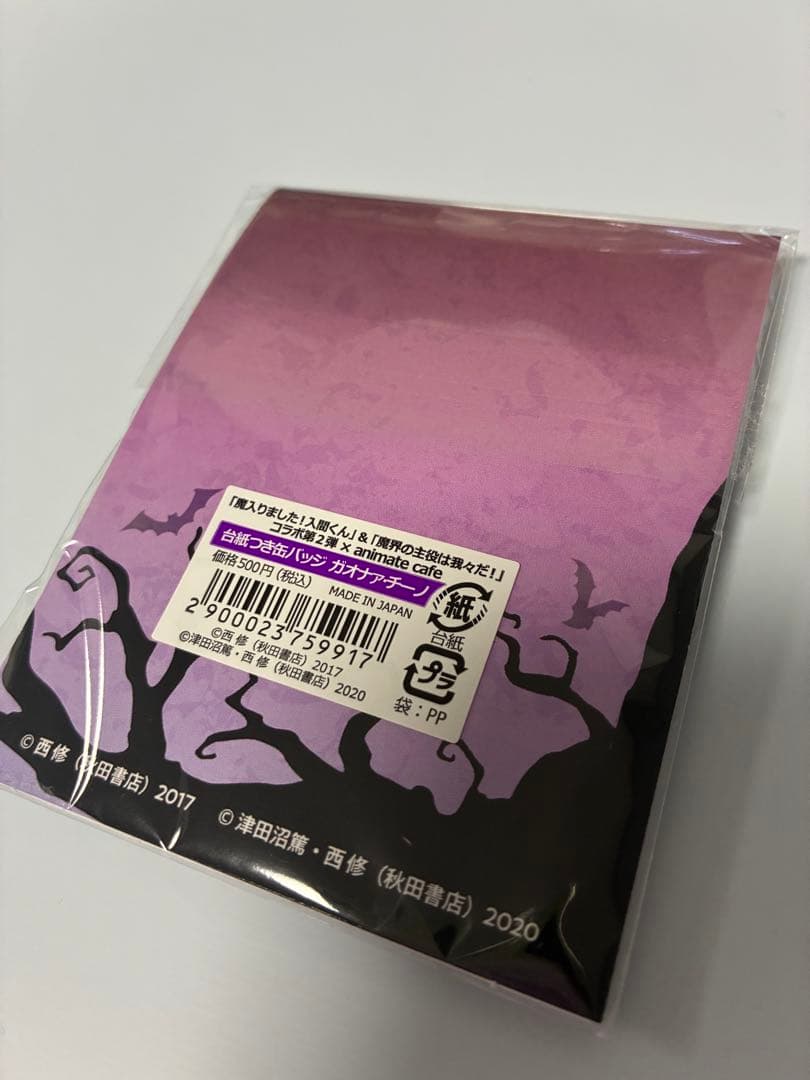 「魔入りました！入間くん」&「魔界の主役は我々だ！」
コラボ第2弾 × animate cafe
台紙つき缶バッジ ガオナァ・チーノ
価格500円（税込）
MADE IN JAPAN
2900023759917
©西 修（秋田書店）2017
©津田沼篤・西 修（秋田書店）2020
紙
台紙
プラ
袋：PP
© 西 修（秋田書店）2017
© 津田沼篤・西 修（秋田書店）2020